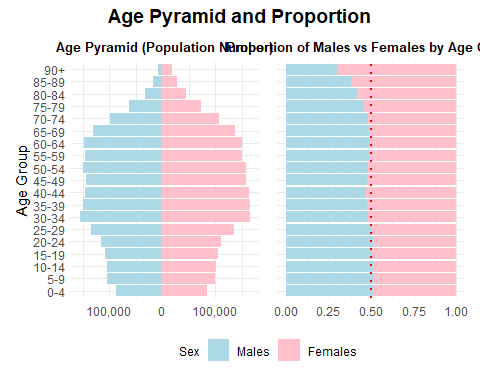 Age Pyramid and Proportion
Age Pyramid (Population Number)
Proportion of Males vs Females by Age G
Age Group
90+
85-89
80-84
75-79
70-74
65-69
60-64
55-59
50-54
45-49
40-44
35-39
30-34
25-29
20-24
15-19
10-14
5-9
0-4
100,000 0 100,000
0.00 0.25 0.50 0.75 1.00
Sex Males Females